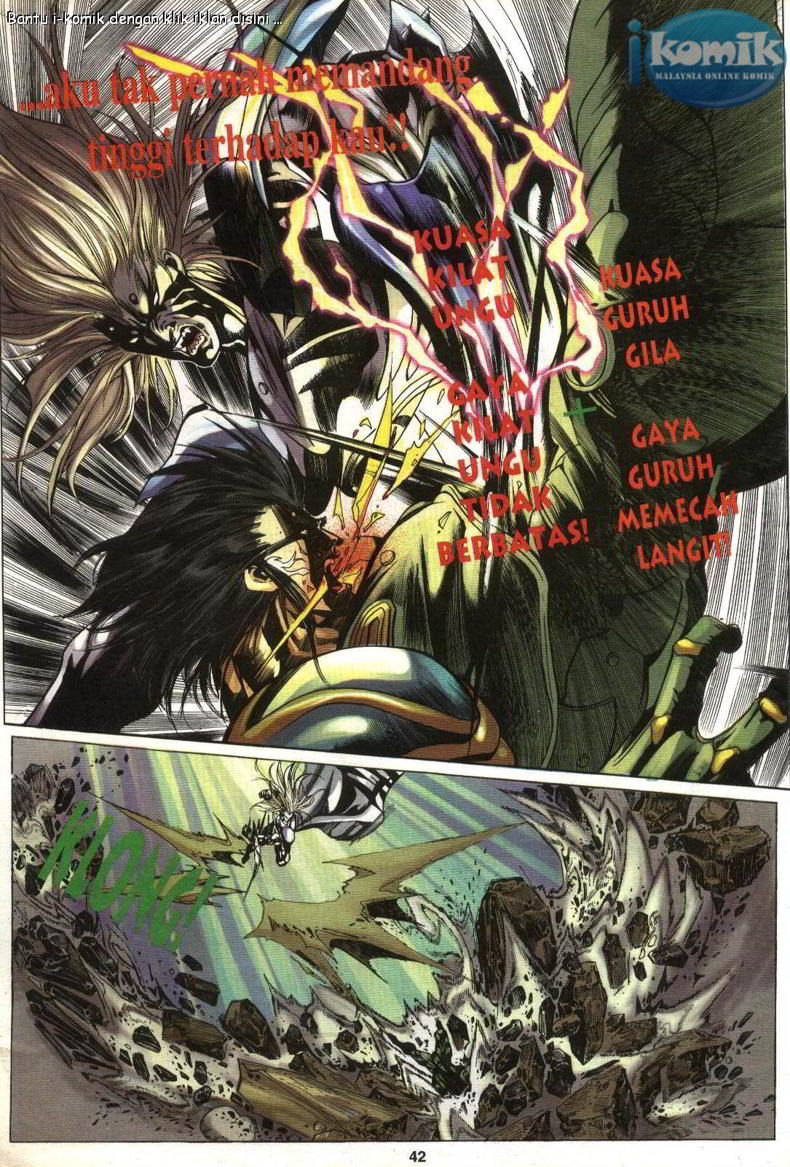 Bantu i-komik dengan klik iklan disini ...
ikomik
MALAYSIA ONLINE KOMIK
...aku tak pernah memandang
tinggi terhadap kau!!
KUASA
KILAT
UNGU
GAYA
KILAT
UNGU
TIDAK
BERBATAS!
+
KUASA
GURUH
GILA
GAYA
GURUH
MEMECAH
LANGIT!
KLONG!
42